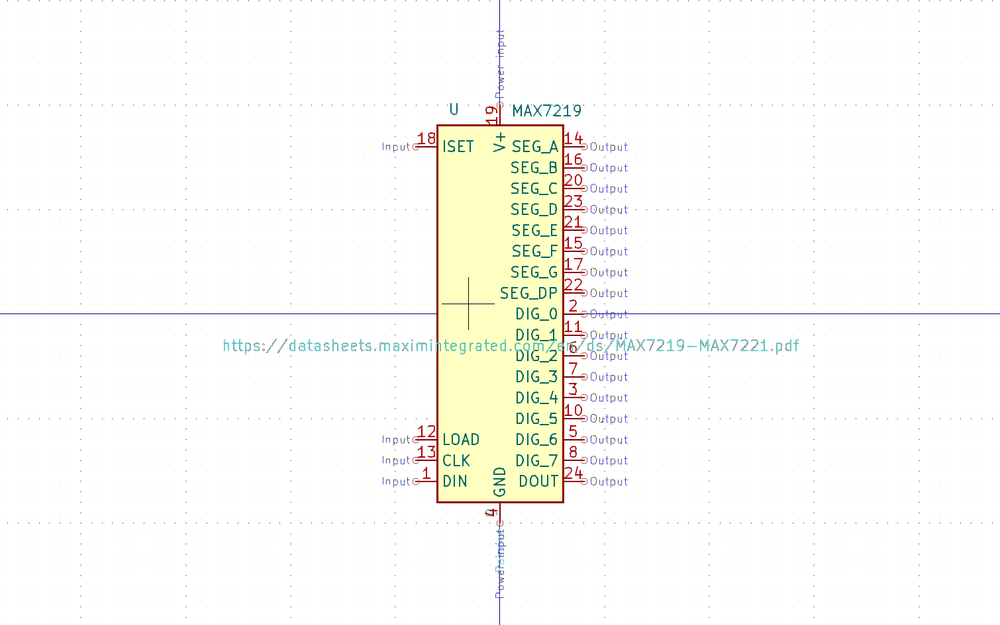 Power input
19
U MAX7219
V+
Input 18 ISET SEG_A 14 Output
SEG_B 16 Output
SEG_C 20 Output
SEG_D 23 Output
SEG_E 21 Output
SEG_F 15 Output
SEG_G 17 Output
SEG_DP 22 Output
DIG_0 2 Output
DIG_1 11 Output
https://datasheets.maximintegrated.com/en/ds/MAX7219-MAX7221.pdf
DIG_2 6 Output
DIG_3 7 Output
DIG_4 3 Output
DIG_5 10 Output
Input 12 LOAD DIG_6 5 Output
Input 13 CLK DIG_7 8 Output
Input 1 DIN DOUT 24 Output
GND
4
Power input